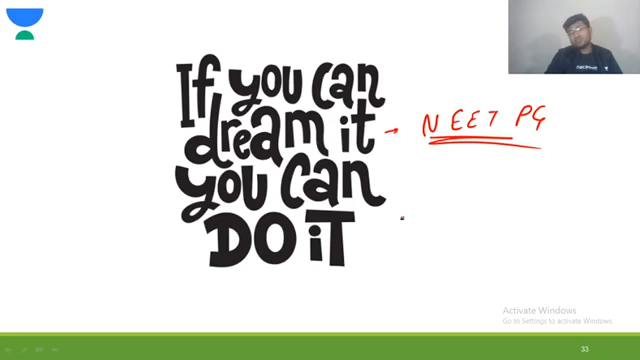 If you can
dream it
you can
DO iT
NEET PG
Activate Windows
Go to Settings to activate Windows.
33